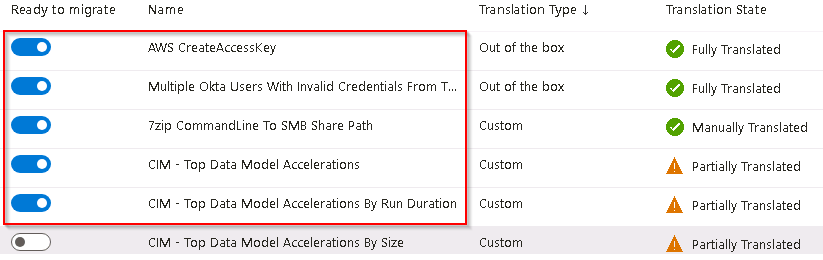 Ready to migrate Name Translation Type ↓ Translation State
AWS CreateAccessKey Out of the box Fully Translated
Multiple Okta Users With Invalid Credentials From T... Out of the box Fully Translated
7zip CommandLine To SMB Share Path Custom Manually Translated
CIM - Top Data Model Accelerations Custom Partially Translated
CIM - Top Data Model Accelerations By Run Duration Custom Partially Translated
CIM - Top Data Model Accelerations By Size Custom Partially Translated